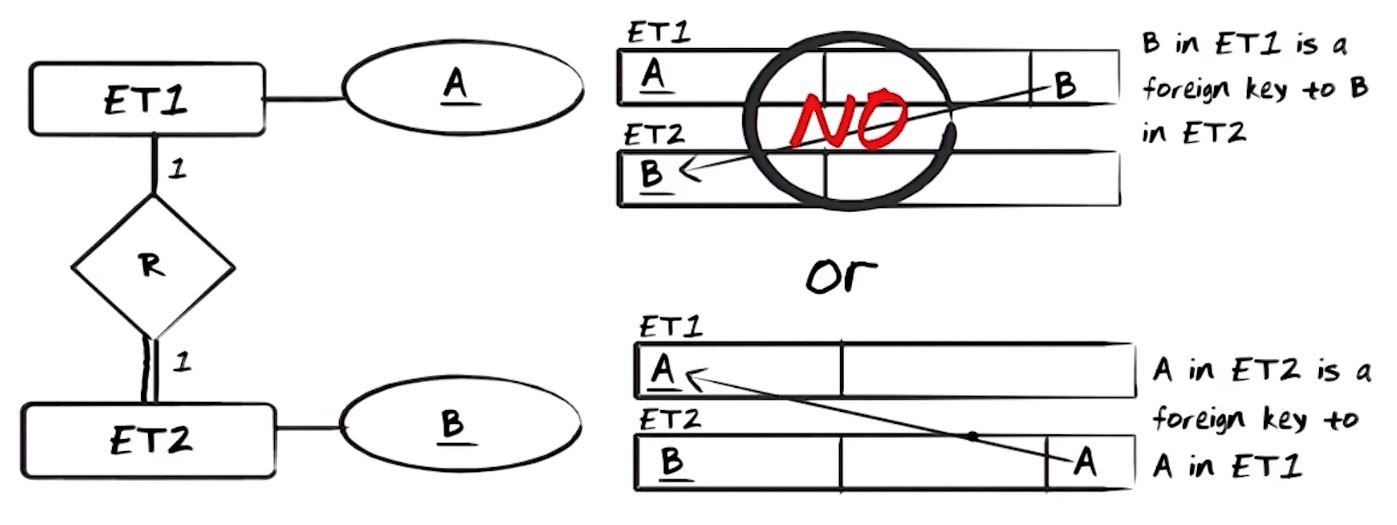 ET1
A
1
R
1
ET2
B
ET1
A
B
NO
ET2
B
B in ET1 is a
foreign key to B
in ET2
or
ET1
A
ET2
B
A
A in ET2 is a
foreign key to
A in ET1